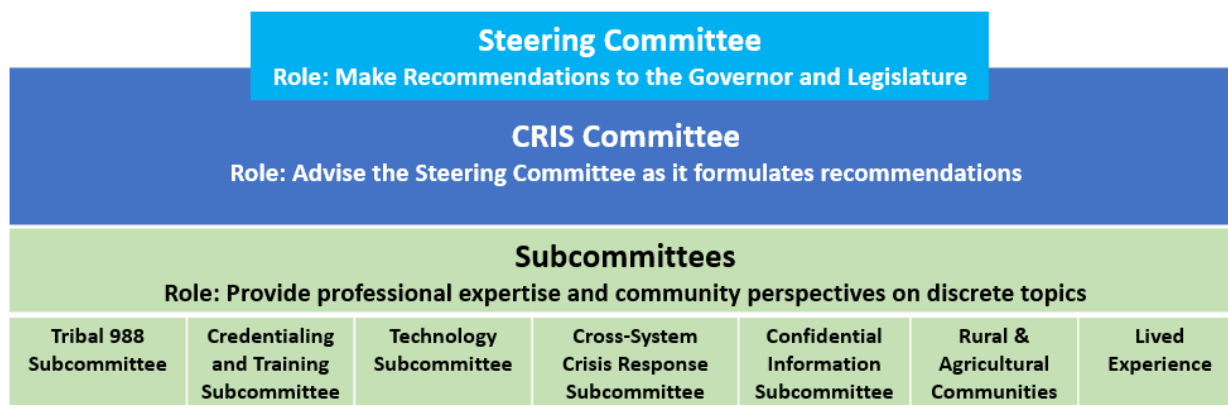 Steering Committee
Role: Make Recommendations to the Governor and Legislature
CRIS Committee
Role: Advise the Steering Committee as it formulates recommendations
Subcommittees
Role: Provide professional expertise and community perspectives on discrete topics
Tribal 988
Subcommittee
Credentialing
and Training
Subcommittee
Technology
Subcommittee
Cross-System
Crisis Response
Subcommittee
Confidential
Information
Subcommittee
Rural &
Agricultural
Communities
Lived
Experience